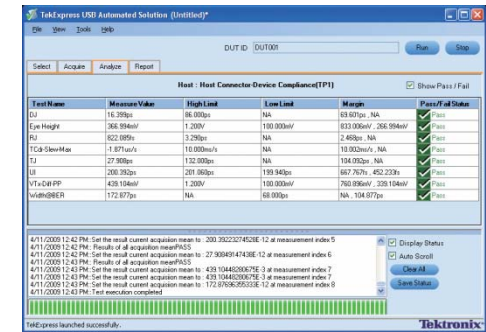 TekExpress USB Automated Solution (Untitled)*
File View Tools Help
DUT ID DUT001 Run Stop
Select Acquire Analyze Report
Host : Host Connector-Device Compliance(TP1) Show Pass / Fail
Test Name Measure Value High Limit Low Limit Margin Pass/Fail Status
DJ 16.399ps 86.000ps NA 69.601ps , NA Pass
Eye Height 366.994mV 1.200V 100.000mV 833.006mV , 266.994mV Pass
RJ 822.089fs 3.290ps NA 2.468ps , NA Pass
TCdr-Slew-Max -1.871us/s 10.000ms/s NA 10.002ms/s , NA Pass
TJ 27.908ps 132.000ps NA 104.092ps , NA Pass
UI 200.392ps 201.060ps 199.940ps 667.767fs , 452.233fs Pass
VTx-Diff-PP 439.104mV 1.200V 100.000mV 760.896mV , 339.104mV Pass
Width@BER 172.877ps NA 68.000ps NA , 104.877ps Pass
4/11/2009 12:42 PM : Set the result current acquision mean to : 200.39223274528E-12 at measurement index 5
4/11/2009 12:42 PM : Results of all acquisition meanPASS
4/11/2009 12:42 PM : Set the result current acquision mean to : 27.90849147438E-12 at measurement index 6
4/11/2009 12:43 PM : Results of all acquisition meanPASS
4/11/2009 12:43 PM : Set the result current acquision mean to : 439.10448280675E-3 at measurement index 7
4/11/2009 12:43 PM : Set the result current acquision mean to : 439.10448280675E-3 at measurement index 7
4/11/2009 12:43 PM : Set the result current acquision mean to : 172.87696355333E-12 at measurement index 8
4/11/2009 12:43 PM : Test execution completed
Display Status
Auto Scroll
Clear All
Save Status
TekExpress launched successfully.
Tektronix